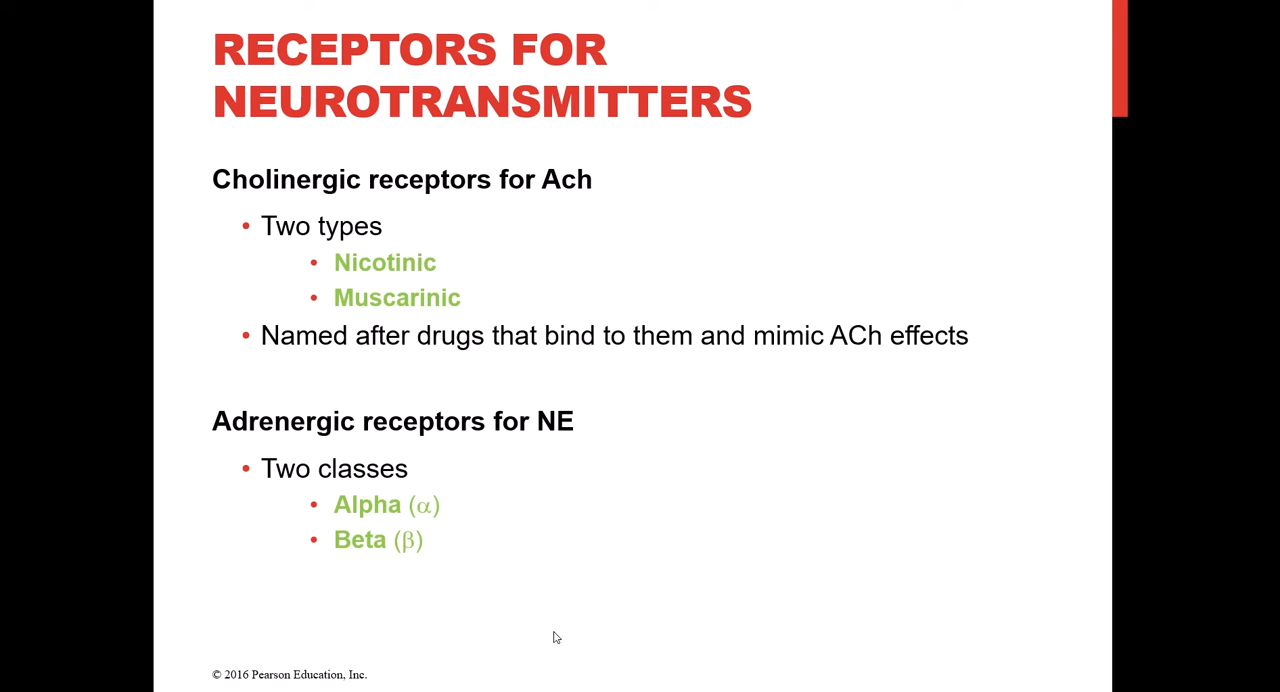 RECEPTORS FOR
NEUROTRANSMITTERS
Cholinergic receptors for Ach
• Two types
• Nicotinic
• Muscarinic
• Named after drugs that bind to them and mimic ACh effects
Adrenergic receptors for NE
• Two classes
• Alpha (α)
• Beta (β)
© 2016 Pearson Education, Inc.